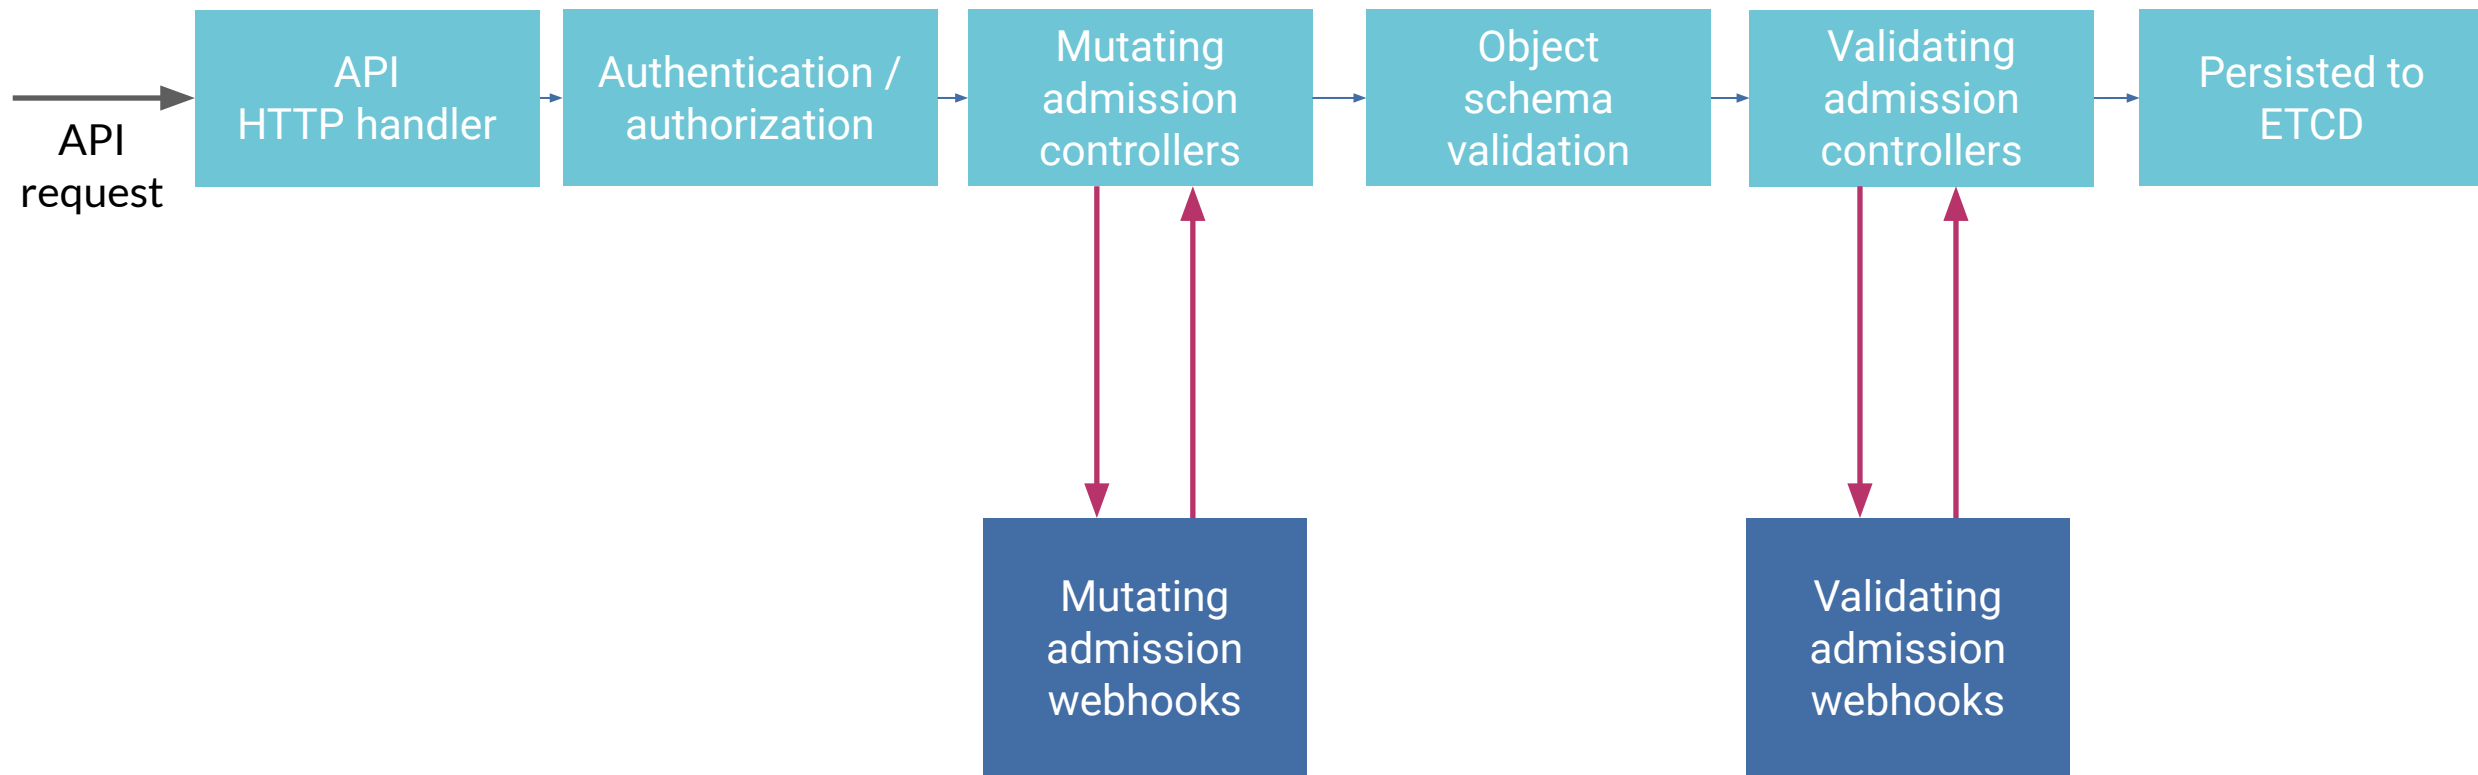 API
request
API
HTTP handler
Authentication /
authorization
Mutating
admission
controllers
Object
schema
validation
Validating
admission
controllers
Persisted to
ETCD
Mutating
admission
webhooks
Validating
admission
webhooks